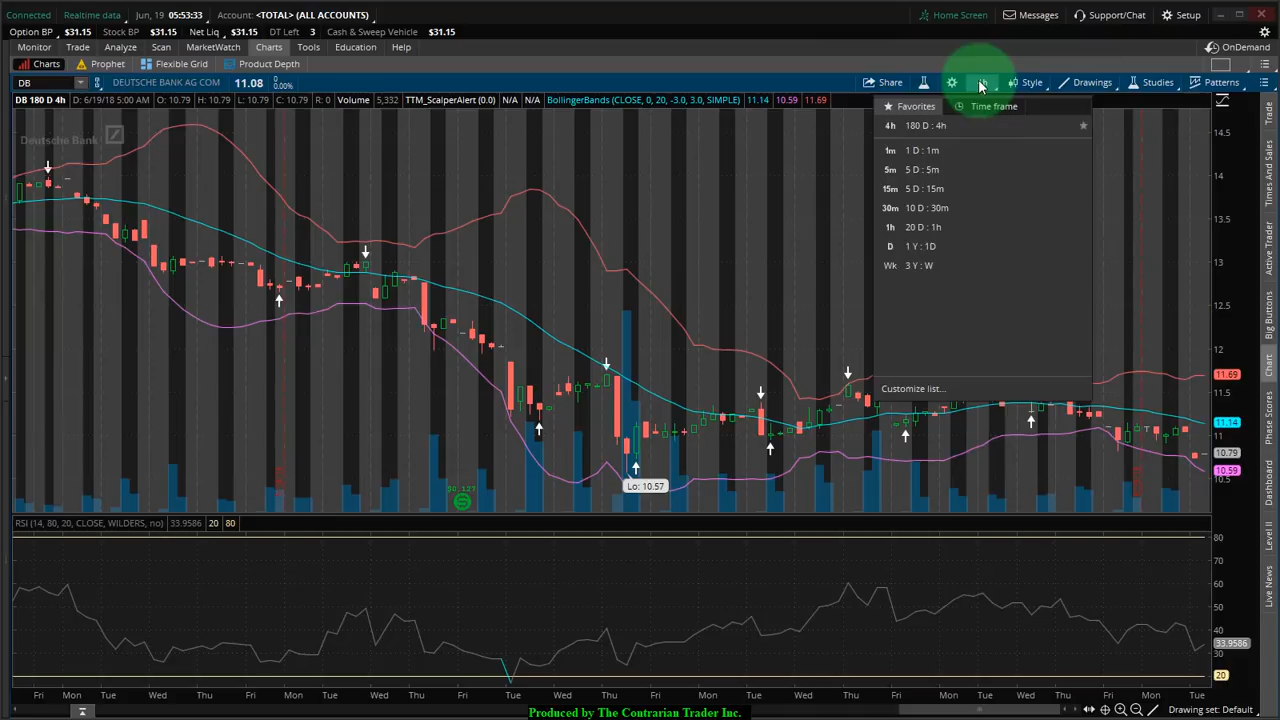 Connected Realtime data Jun, 19 05:53:33 Account: <TOTAL> (ALL ACCOUNTS) Home Screen Messages Support/Chat Setup
Option BP $31.15 Stock BP $31.15 Net Liq $31.15 DT Left 3 Cash & Sweep Vehicle $31.15
Monitor Trade Analyze Scan MarketWatch Charts Tools Education Help OnDemand
Charts Prophet Flexible Grid Product Depth
DB DEUTSCHE BANK AG COM 11.08 0 0.00% Share Style Drawings Studies Patterns
DB 180 D 4h D: 6/19/18 5:00 AM O: 10.79 H: 10.79 L: 10.79 C: 10.79 Volume 5,332 TTM_ScalperAlert (0.0) N/A N/A BollingerBands (CLOSE, 0, 20, -3.0, 3.0, SIMPLE) 11.14 10.59 11.69
Favorites Time frame
4h 180 D : 4h
1m 1 D : 1m
5m 5 D : 5m
15m 5 D : 15m
30m 10 D : 30m
1h 20 D : 1h
D 1 Y : 1D
Wk 3 Y : W
Customize list...
Deutsche Bank
14.5
14
13.5
13
12.5
12
11.69
11.5
11.14
11
10.79
10.59
10.5
Lo: 10.57
$0.129
Trade
Times And Sales
Active Trader
Big Buttons
Chart
Phase Scores
Dashboard
Level II
Live News
RSI (14, 80, 20, CLOSE, WILDERS, no) 33.9586 20 80
80
70
60
50
40
33.9586
30
20
Fri Mon Tue Wed Thu Fri Mon Tue Wed Thu Fri Mon Tue Wed Thu Fri Mon Tue Wed Thu Fri Mon Tue Wed Thu Fri Mon Tue
Drawing set: Default
Produced by The Contrarian Trader Inc.